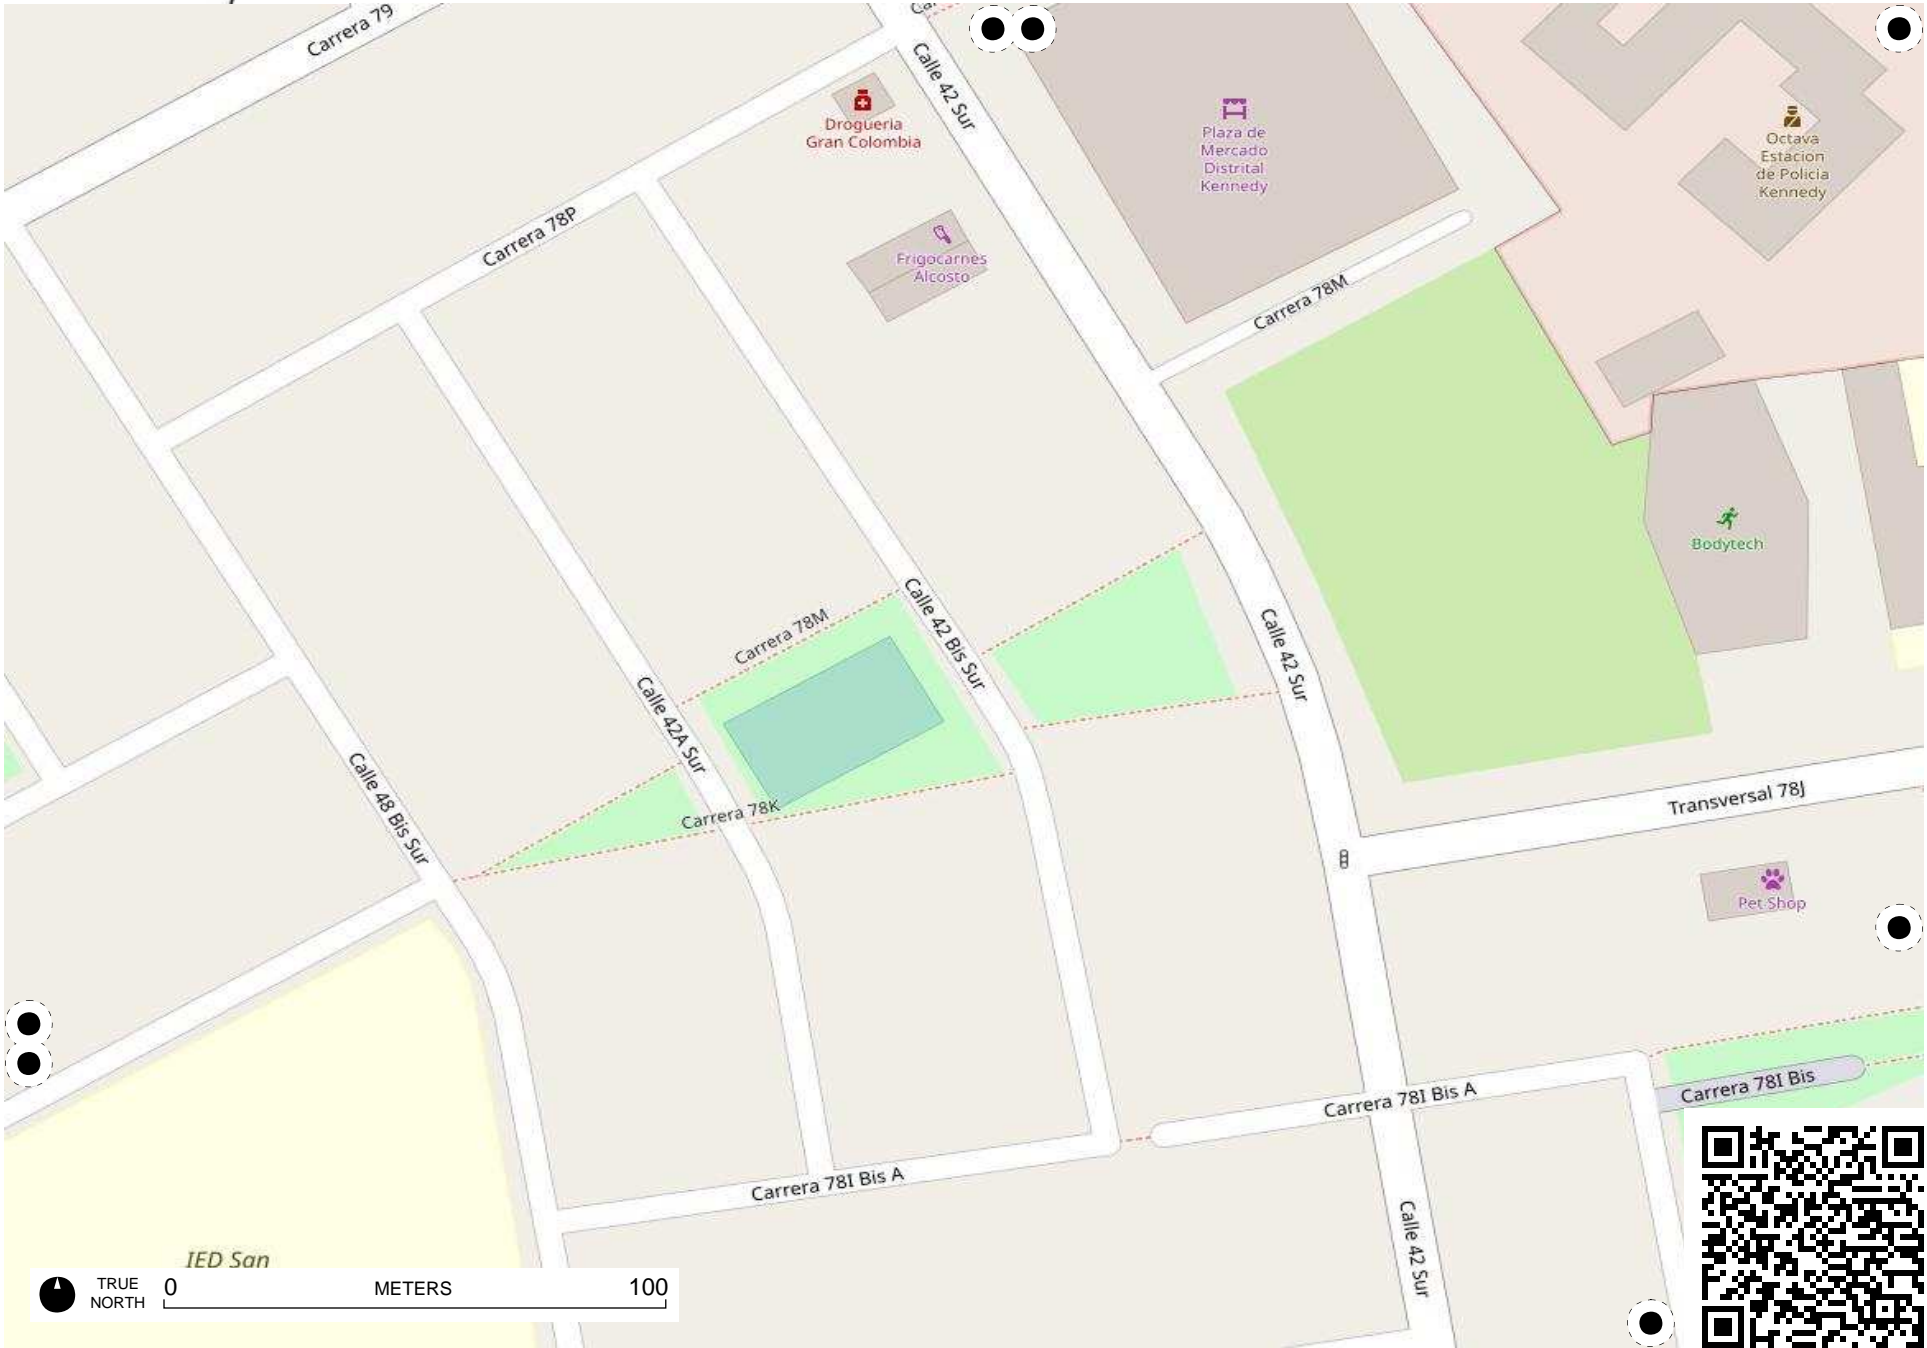 Carrera 79
Calle 42 Sur
Drogueria
Gran Colombia
Plaza de
Mercado
Distrital
Kennedy
Octava
Estacion
de Policia
Kennedy
Carrera 78P
Frigocarnes
Alcosto
Carrera 78M
Bodytech
Carrera 78M
Calle 42 Bis Sur
Calle 42 Sur
Calle 42A Sur
Calle 48 Bis Sur
Carrera 78K
Transversal 78J
Pet Shop
Carrera 78I Bis
Carrera 78I Bis A
Carrera 78I Bis A
Calle 42 Sur
IED San
TRUE
NORTH
0 METERS 100